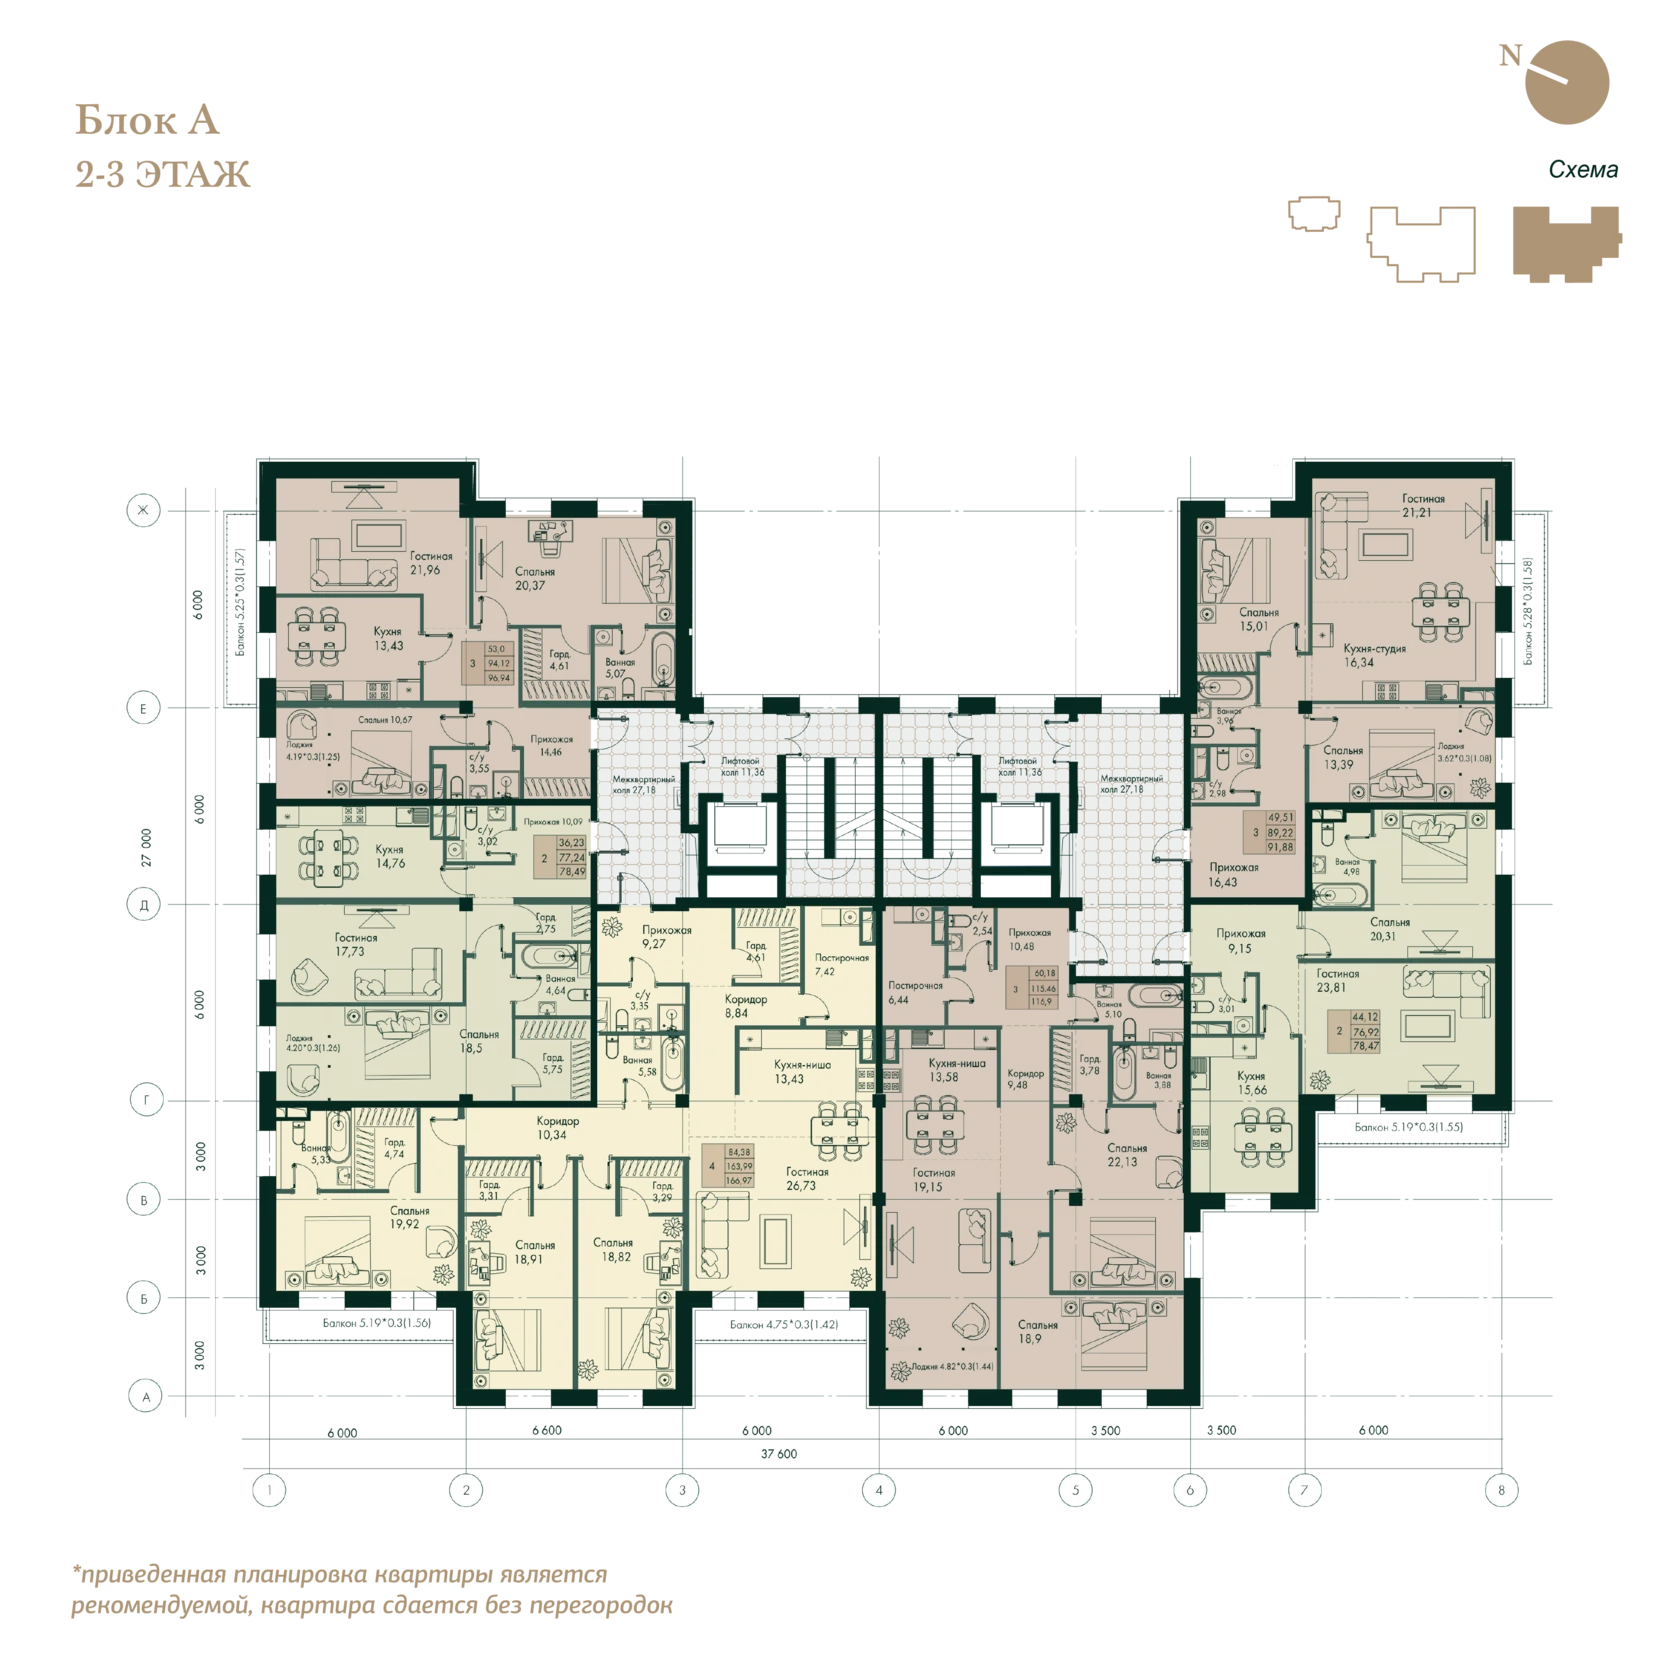 N
Блок А
2-3 ЭТАЖ
Схема
Ж
Е
Д
Г
В
Б
А
6 000
6 000
27 000
6 000
3 000
3 000
3 000
Балкон 5.25*0.3(1.57)
Гостиная
21,96
Спальня
20,37
Кухня
13,43
3
53,0
94,12
96,94
Гард.
4,61
Ванная
5,07
Спальня 10,67
Лоджия
4.19*0.3(1.25)
с/у
3,55
Прихожая
14,46
Межквартирный
холл 27,18
Лифтовой
холл 11,36
Лифтовой
холл 11,36
Межквартирный
холл 27,18
Гостиная
21,21
Спальня
15,01
Кухня-студия
16,34
Балкон 5.28*0.3(1.58)
Ванная
3,96
с/у
2,98
Спальня
13,39
Лоджия
3.62*0.3(1.08)
3
49,51
89,22
91,88
Прихожая
16,43
Кухня
14,76
с/у
3,02
Прихожая 10,09
2
36,23
77,24
78,49
Гостиная
17,73
Гард.
2,75
Ванная
4,64
Лоджия
4.20*0.3(1.26)
Спальня
18,5
Гард.
5,75
Прихожая
9,27
Гард.
4,61
Постирочная
7,42
с/у
3,35
Коридор
8,84
Ванная
5,58
Кухня-ниша
13,43
Коридор
10,34
Ванная
5,33
Гард.
4,74
Гард.
3,31
Гард.
3,29
4
84,38
163,99
166,97
Гостиная
26,73
Спальня
19,92
Спальня
18,91
Спальня
18,82
Балкон 5.19*0.3(1.56)
Балкон 4.75*0.3(1.42)
с/у
2,54
Прихожая
10,48
Постирочная
6,44
3
60,18
115,46
116,9
Ванная
5,10
Кухня-ниша
13,58
Коридор
9,48
Гард.
3,78
Ванная
3,88
Гостиная
19,15
Спальня
22,13
Спальня
18,9
Лоджия 4.82*0.3(1.44)
Ванная
4,98
Спальня
20,31
Прихожая
9,15
Гостиная
23,81
с/у
3,01
2
44,12
76,92
78,47
Кухня
15,66
Балкон 5.19*0.3(1.55)
6 000
6 600
6 000
6 000
3 500
3 500
6 000
37 600
1
2
3
4
5
6
7
8
*приведенная планировка квартиры является
рекомендуемой, квартира сдается без перегородок